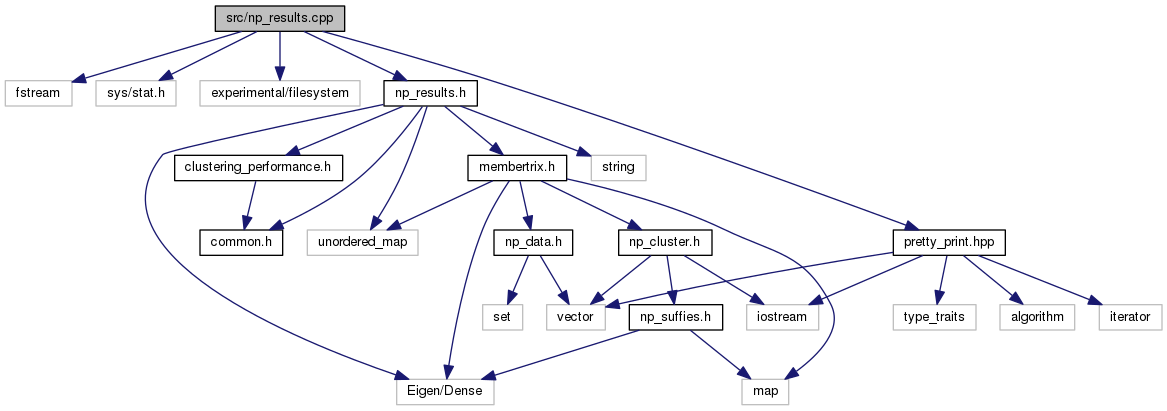 src/np_results.cpp
fstream
sys/stat.h
experimental/filesystem
np_results.h
clustering_performance.h
membertrix.h
string
common.h
unordered_map
np_data.h
np_cluster.h
pretty_print.hpp
set
vector
np_suffies.h
iostream
type_traits
algorithm
iterator
Eigen/Dense
map